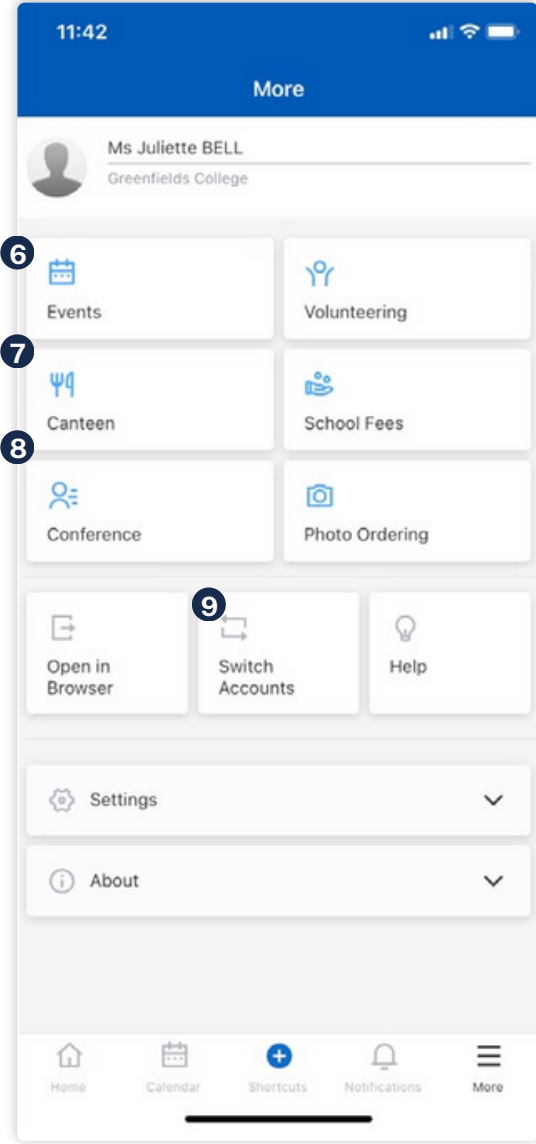 11:42
More
Ms Juliette BELL
Greenfields College
6
Events
Volunteering
7
Canteen
School Fees
8
Conference
Photo Ordering
9
Open in
Browser
Switch
Accounts
Help
Settings
About
Home
Calendar
Shortcuts
Notifications
More